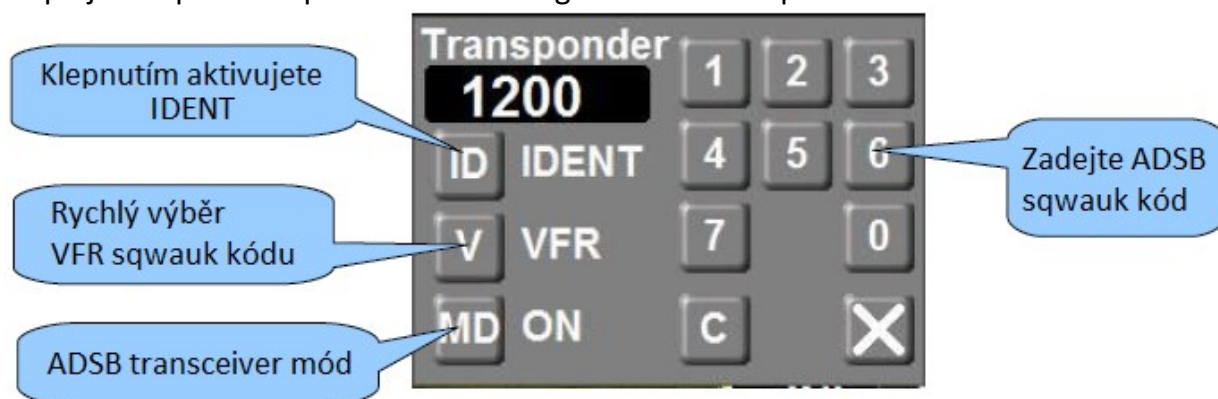 Klepnutím aktivujete
IDENT
Rychlý výběr
VFR sqwauk kódu
ADSB transceiver mód
Transponder
1200
ID IDENT
V VFR
MD ON
1 2 3
4 5 6
7 0
C X
Zadejte ADSB
sqwauk kód